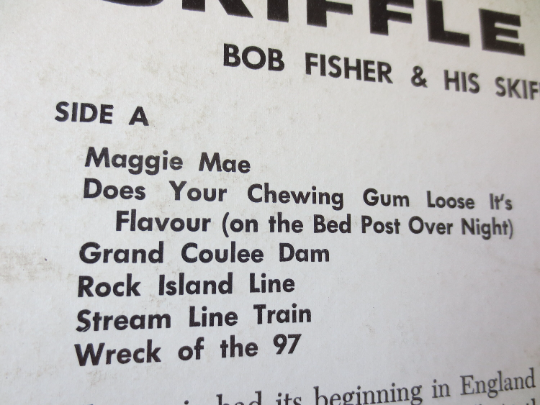 SKIFFLE
BOB FISHER & HIS SKIF
SIDE A
Maggie Mae
Does Your Chewing Gum Loose It's
Flavour (on the Bed Post Over Night)
Grand Coulee Dam
Rock Island Line
Stream Line Train
Wreck of the 97
had its beginning in England